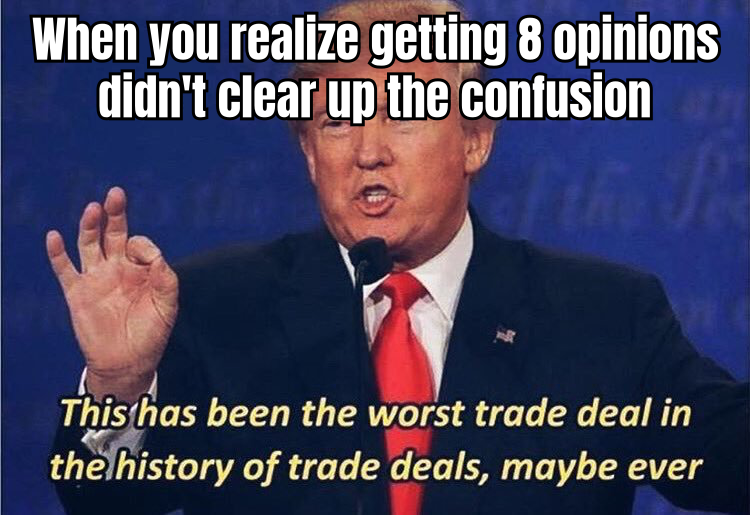 When you realize getting 8 opinions
didn't clear up the confusion
This has been the worst trade deal in
the history of trade deals, maybe ever